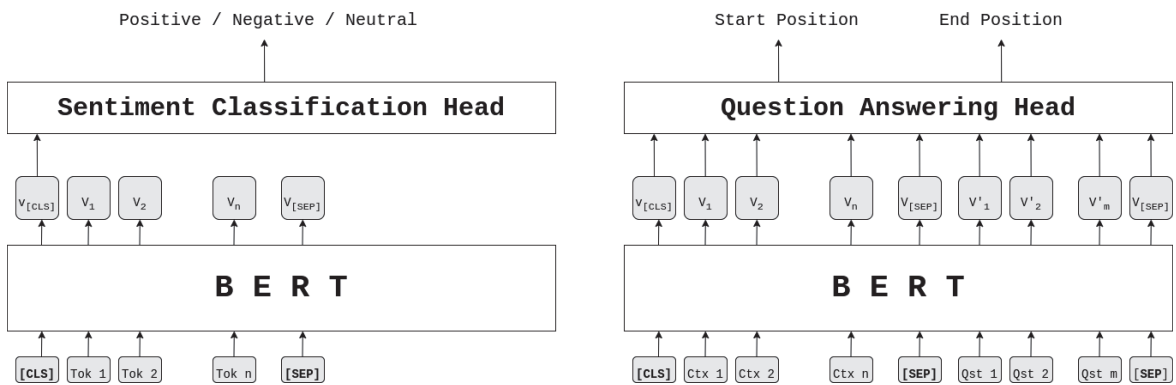 Positive / Negative / Neutral
Sentiment Classification Head
v[CLS] V1 V2 Vn V[SEP]
B E R T
[CLS] Tok 1 Tok 2 Tok n [SEP]
Start Position End Position
Question Answering Head
v[CLS] V1 V2 Vn V[SEP] V'1 V'2 V'm V[SEP]
B E R T
[CLS] Ctx 1 Ctx 2 Ctx n [SEP] Qst 1 Qst 2 Qst m [SEP]